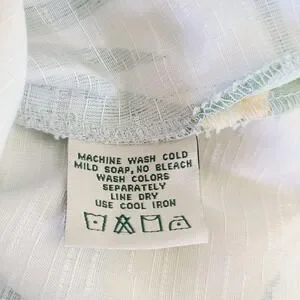 MACHINE WASH COLD
MILD SOAP, NO BLEACH
WASH COLORS
SEPARATELY
LINE DRY
USE COOL IRON